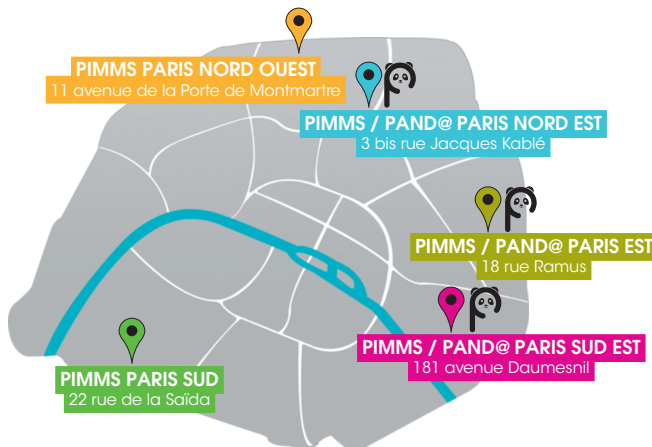 PIMMS PARIS NORD OUEST
11 avenue de la Porte de Montmartre
PIMMS / PAND@ PARIS NORD EST
3 bis rue Jacques Kablé
PIMMS / PAND@ PARIS EST
18 rue Ramus
PIMMS / PAND@ PARIS SUD EST
181 avenue Daumesnil
PIMMS PARIS SUD
22 rue de la Saïda